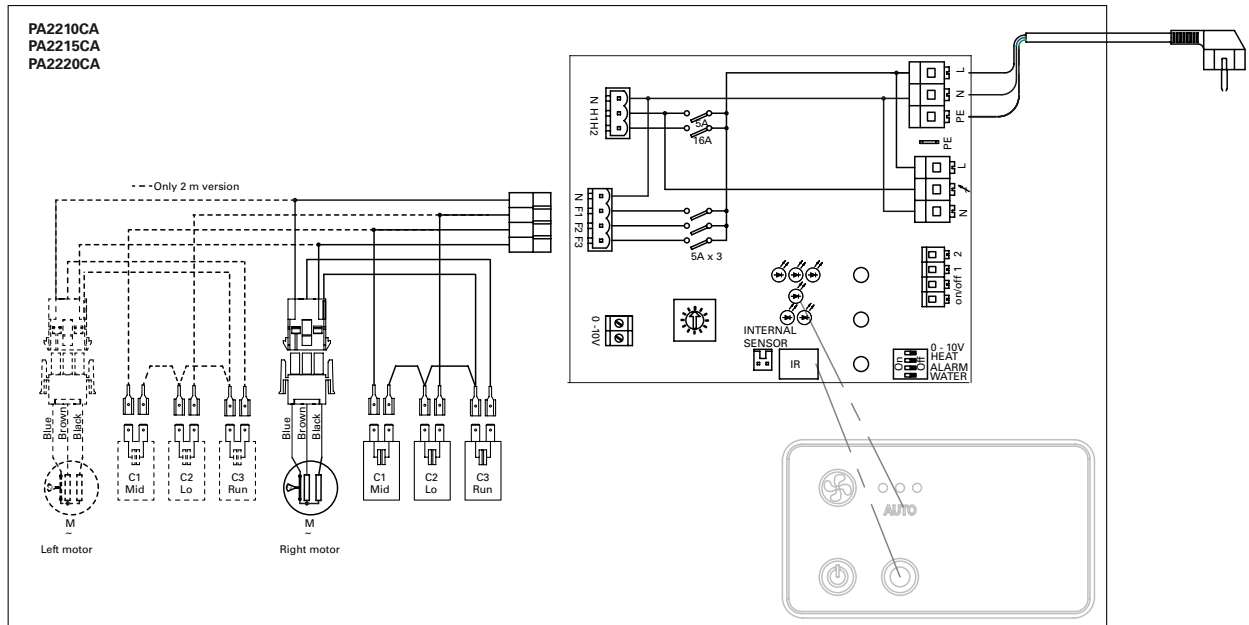 PA2210CA
PA2215CA
PA2220CA
Only 2 m version
N
H1
H2
5A
16A
N
F1
F2
F3
5A x 3
L
N
PE
PE
L
N
2
1
on/off
0 - 10V
INTERNAL
SENSOR
IR
On
Off
0 - 10V
HEAT
ALARM
WATER
AUTO
Blue
Brown
Black
C1
Mid
C2
Lo
C3
Run
M
~
Left motor
Blue
Brown
Black
C1
Mid
C2
Lo
C3
Run
M
~
Right motor